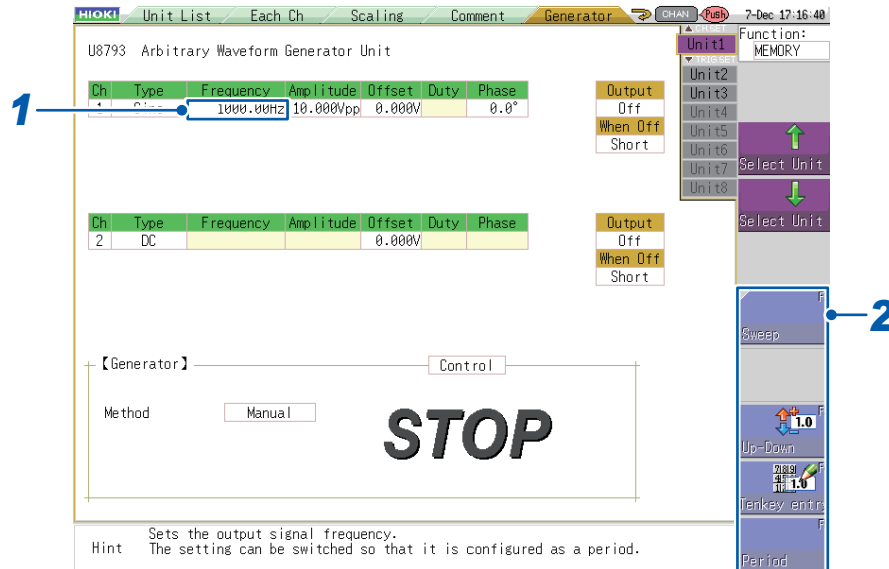 HIOKI Unit List Each Ch Scaling Comment Generator CHAN Push 7-Dec 17:16:40
U8793 Arbitrary Waveform Generator Unit
Ch Type Frequency Amplitude Offset Duty Phase
1 Sine 1000.00Hz 10.000Vpp 0.000V 0.0°
Output
Off
When Off
Short
Ch Type Frequency Amplitude Offset Duty Phase
2 DC 0.000V
Output
Off
When Off
Short
【Generator】 Control
Method Manual
STOP
Hint Sets the output signal frequency.
The setting can be switched so that it is configured as a period.
▲ CH.SET
Unit1
▼ TRIG.SET
Unit2
Unit3
Unit4
Unit5
Unit6
Unit7
Unit8
Function:
MEMORY
Select Unit
Select Unit
F
Sweep
F
1.0
Up-Down
F
1.0
Tenkey entr
F
Period
1
2